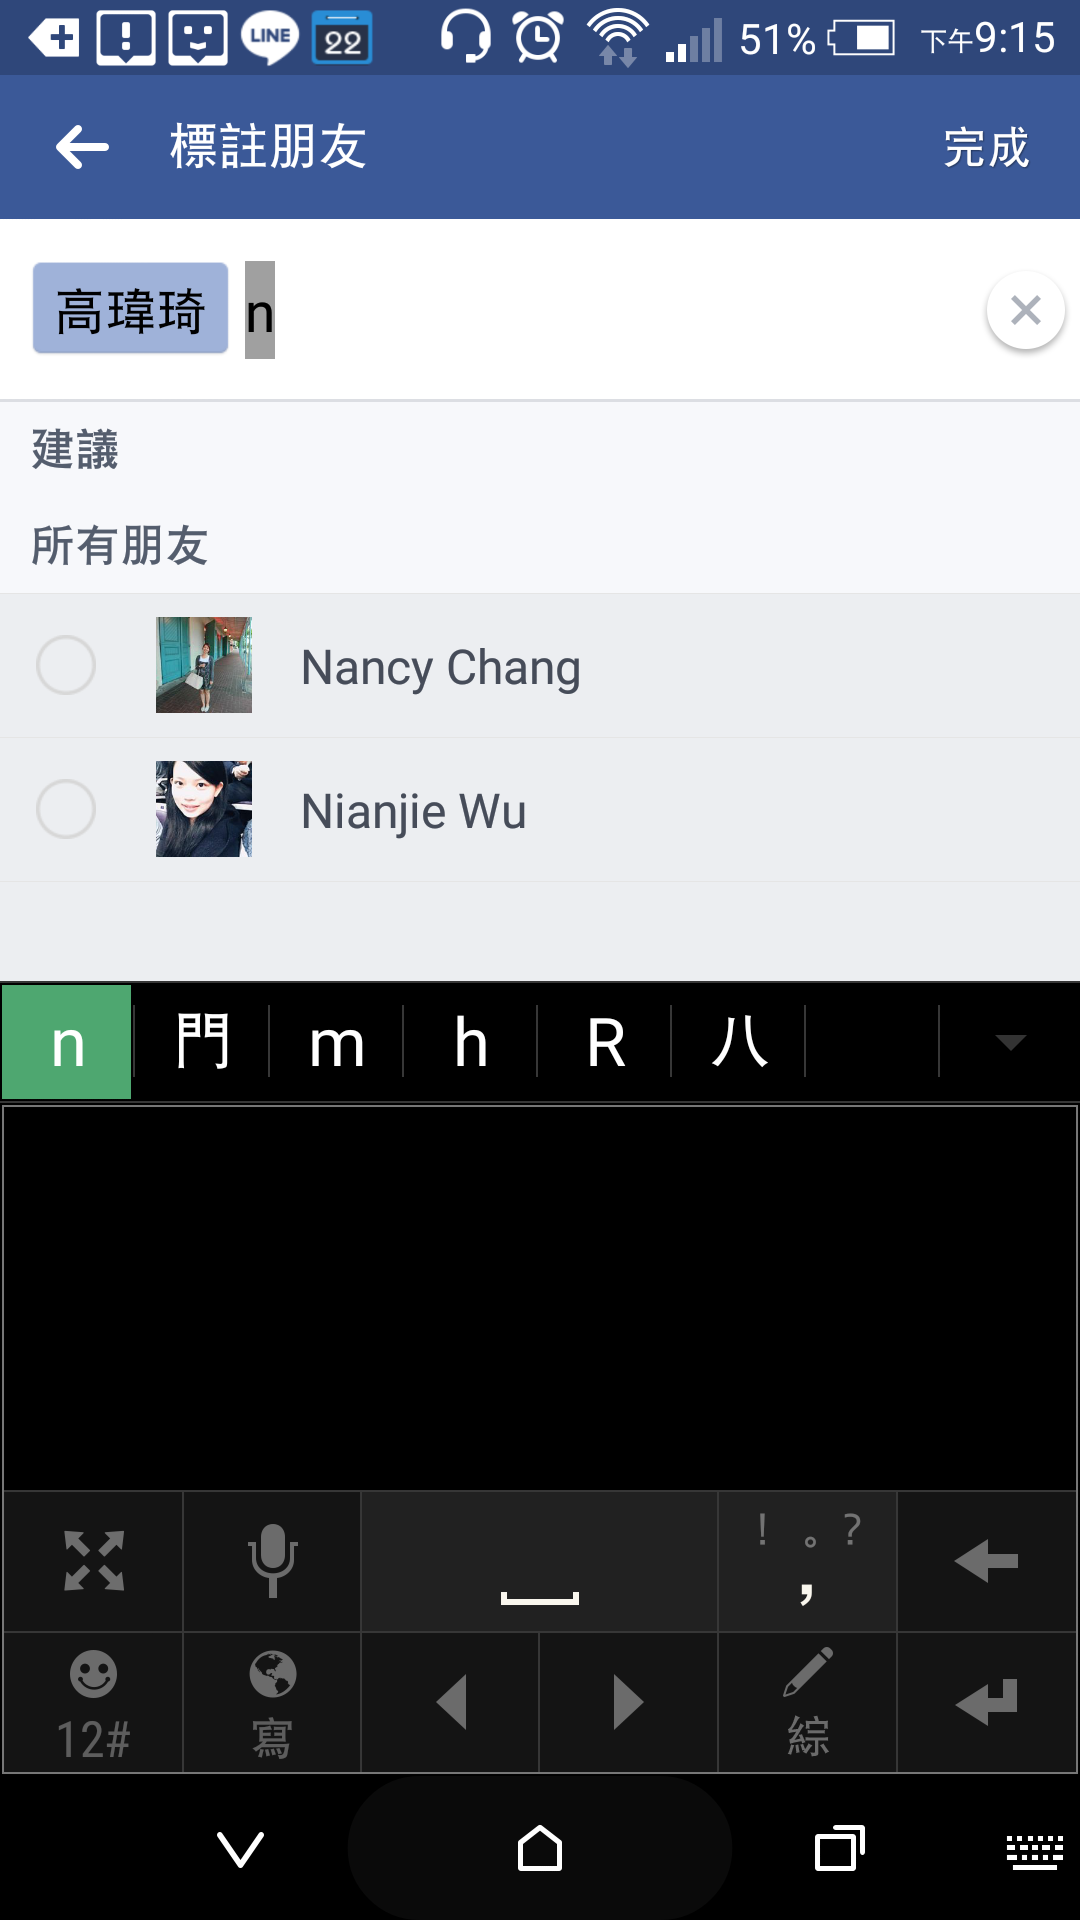 LINE 22 51% 下午9:15
標註朋友 完成
高瑋琦 n
建議
所有朋友
Nancy Chang
Nianjie Wu
n 門 m h R 八
! 。?
,
12# 寫 綜